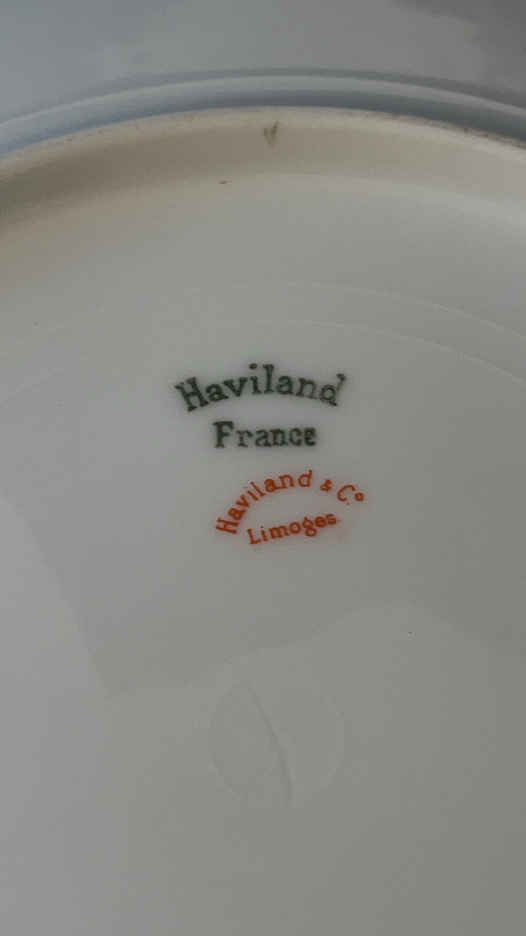 Haviland
France
Haviland & Co
Limoges